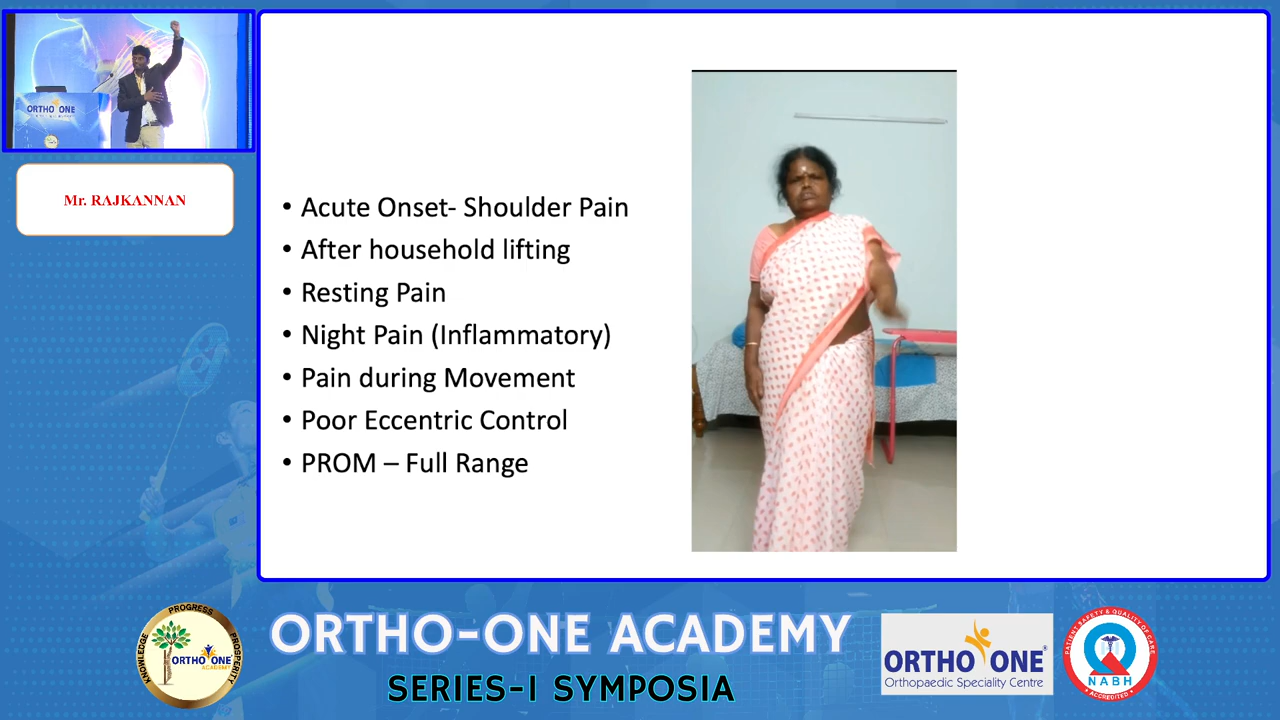 ORTHO ONE
Mr. RAJKANNAN
• Acute Onset- Shoulder Pain
• After household lifting
• Resting Pain
• Night Pain (Inflammatory)
• Pain during Movement
• Poor Eccentric Control
• PROM – Full Range
KNOWLEDGE PROGRESS PROSPERITY
ORTHO ONE
ACADEMY
ORTHO-ONE ACADEMY
SERIES-I SYMPOSIA
ORTHO ONE®
Orthopaedic Speciality Centre
PATIENT SAFETY & QUALITY OF CARE
NABH
ACCREDITED